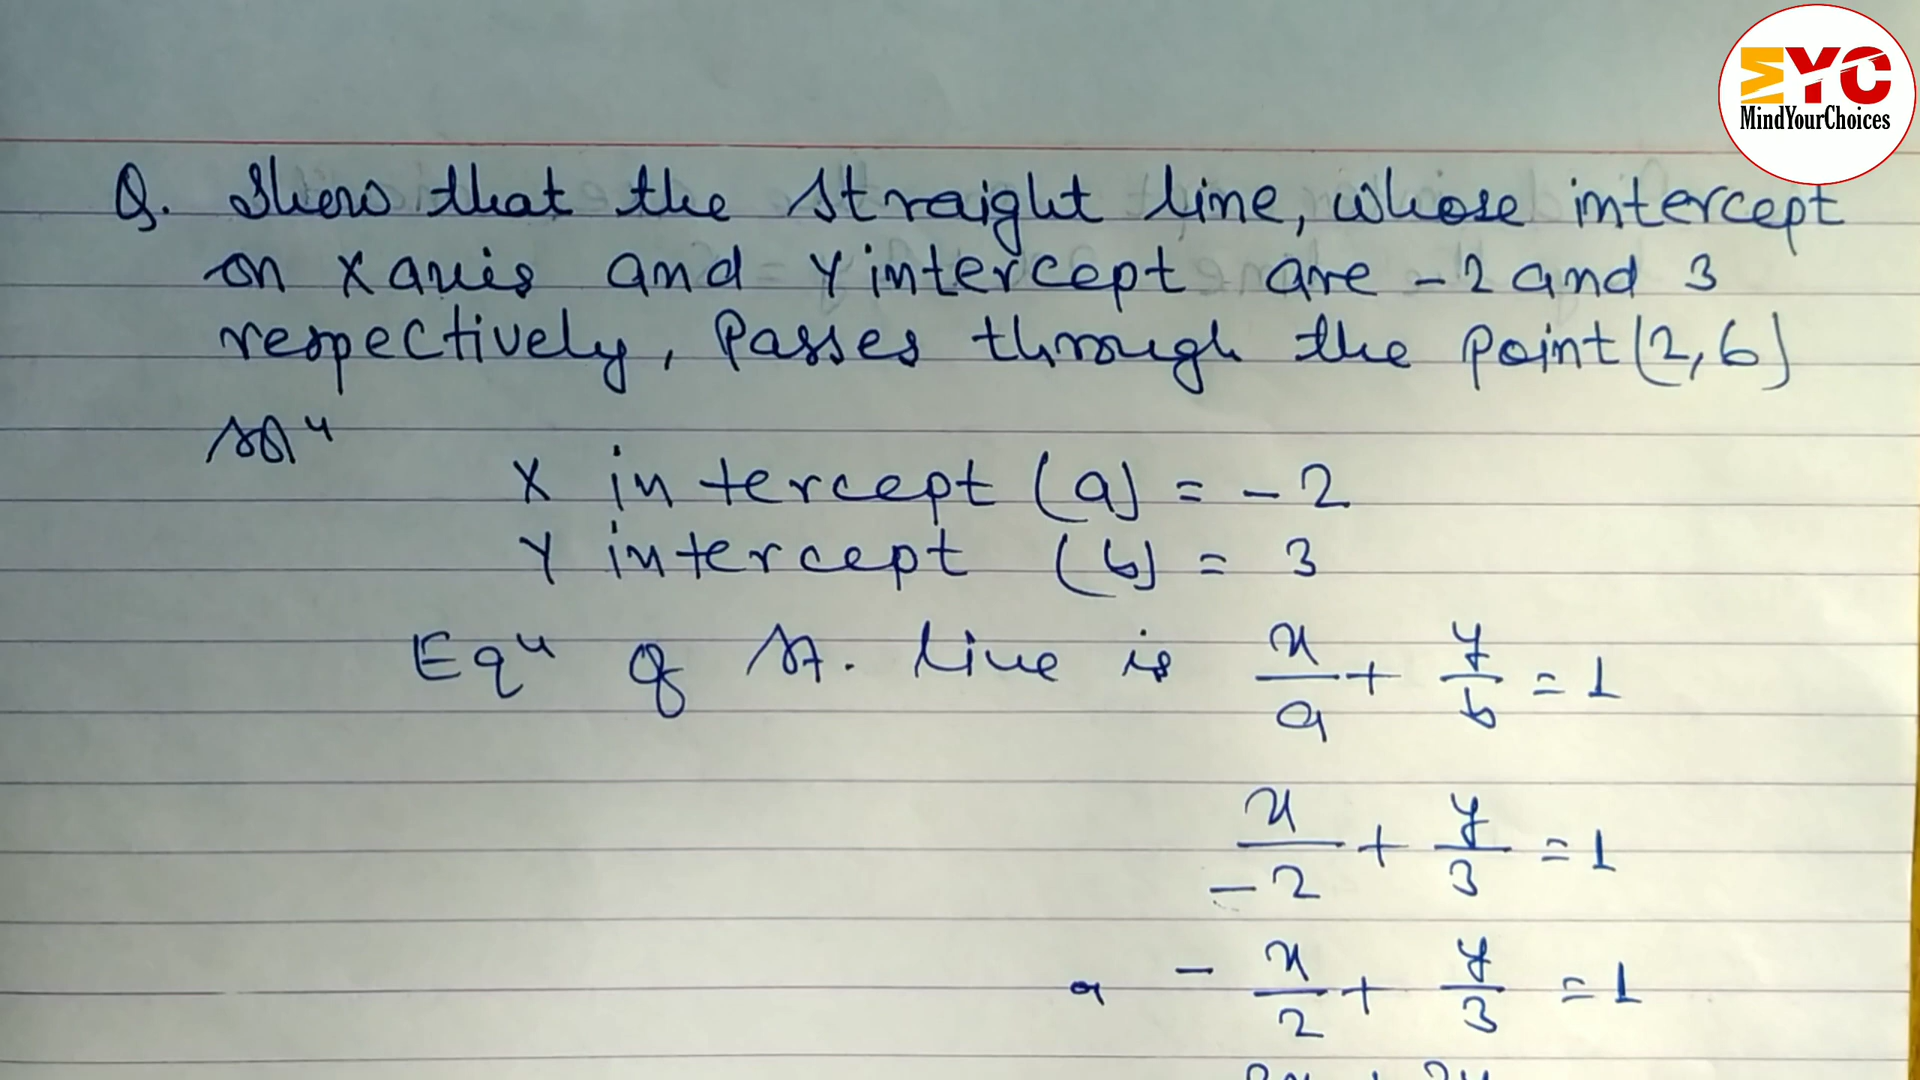 MYC
MindYourChoices
Q. Show that the straight line, whose intercept
on X axis and Y intercept are -2 and 3
respectively, Passes through the point (2,6)
Solⁿ
X intercept (a) = -2
Y intercept (b) = 3
Eqⁿ of st. line is x/a + y/b = 1
x/-2 + y/3 = 1
or - x/2 + y/3 = 1